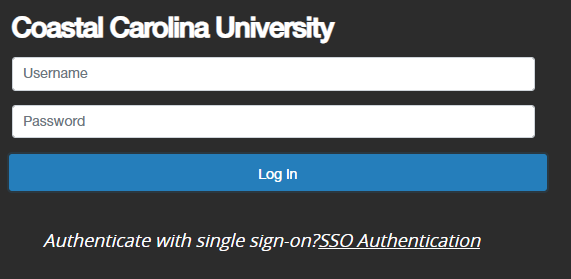 Coastal Carolina University
Username
Password
Log In
Authenticate with single sign-on?SSO Authentication